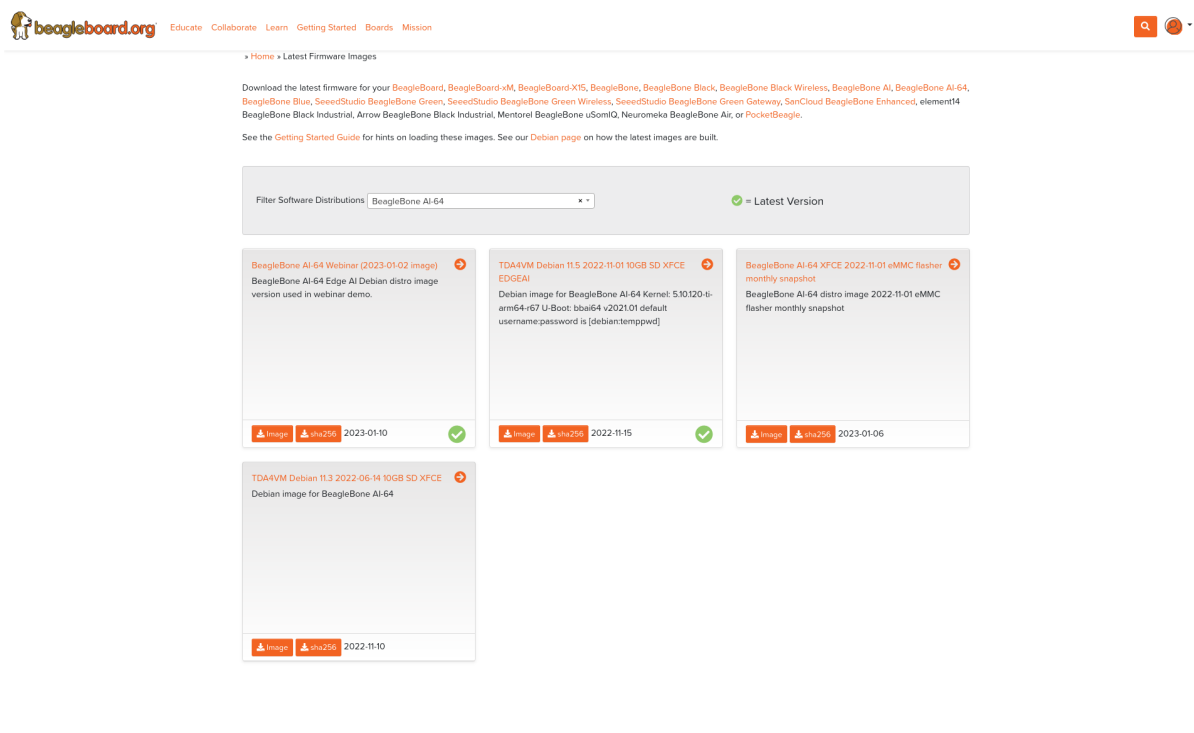 beagleboard.org
Educate Collaborate Learn Getting Started Boards Mission
» Home » Latest Firmware Images
Download the latest firmware for your BeagleBoard, BeagleBoard-xM, BeagleBoard-X15, BeagleBone, BeagleBone Black, BeagleBone Black Wireless, BeagleBone AI, BeagleBone AI-64,
BeagleBone Blue, SeeedStudio BeagleBone Green, SeeedStudio BeagleBone Green Wireless, SeeedStudio BeagleBone Green Gateway, SanCloud BeagleBone Enhanced, element14
BeagleBone Black Industrial, Arrow BeagleBone Black Industrial, Mentorel BeagleBone uSomIQ, Neuromeka BeagleBone Air, or PocketBeagle.
See the Getting Started Guide for hints on loading these images. See our Debian page on how the latest images are built.
Filter Software Distributions BeagleBone AI-64 ×
= Latest Version
BeagleBone AI-64 Webinar (2023-01-02 image)
BeagleBone AI-64 Edge AI Debian distro image
version used in webinar demo.
Image sha256 2023-01-10
TDA4VM Debian 11.5 2022-11-01 10GB SD XFCE
EDGEAI
Debian image for BeagleBone AI-64 Kernel: 5.10.120-ti-
arm64-r67 U-Boot: bbai64 v2021.01 default
username:password is [debian:temppwd]
Image sha256 2022-11-15
BeagleBone AI-64 XFCE 2022-11-01 eMMC flasher
monthly snapshot
BeagleBone AI-64 distro image 2022-11-01 eMMC
flasher monthly snapshot
Image sha256 2023-01-06
TDA4VM Debian 11.3 2022-06-14 10GB SD XFCE
Debian image for BeagleBone AI-64
Image sha256 2022-11-10